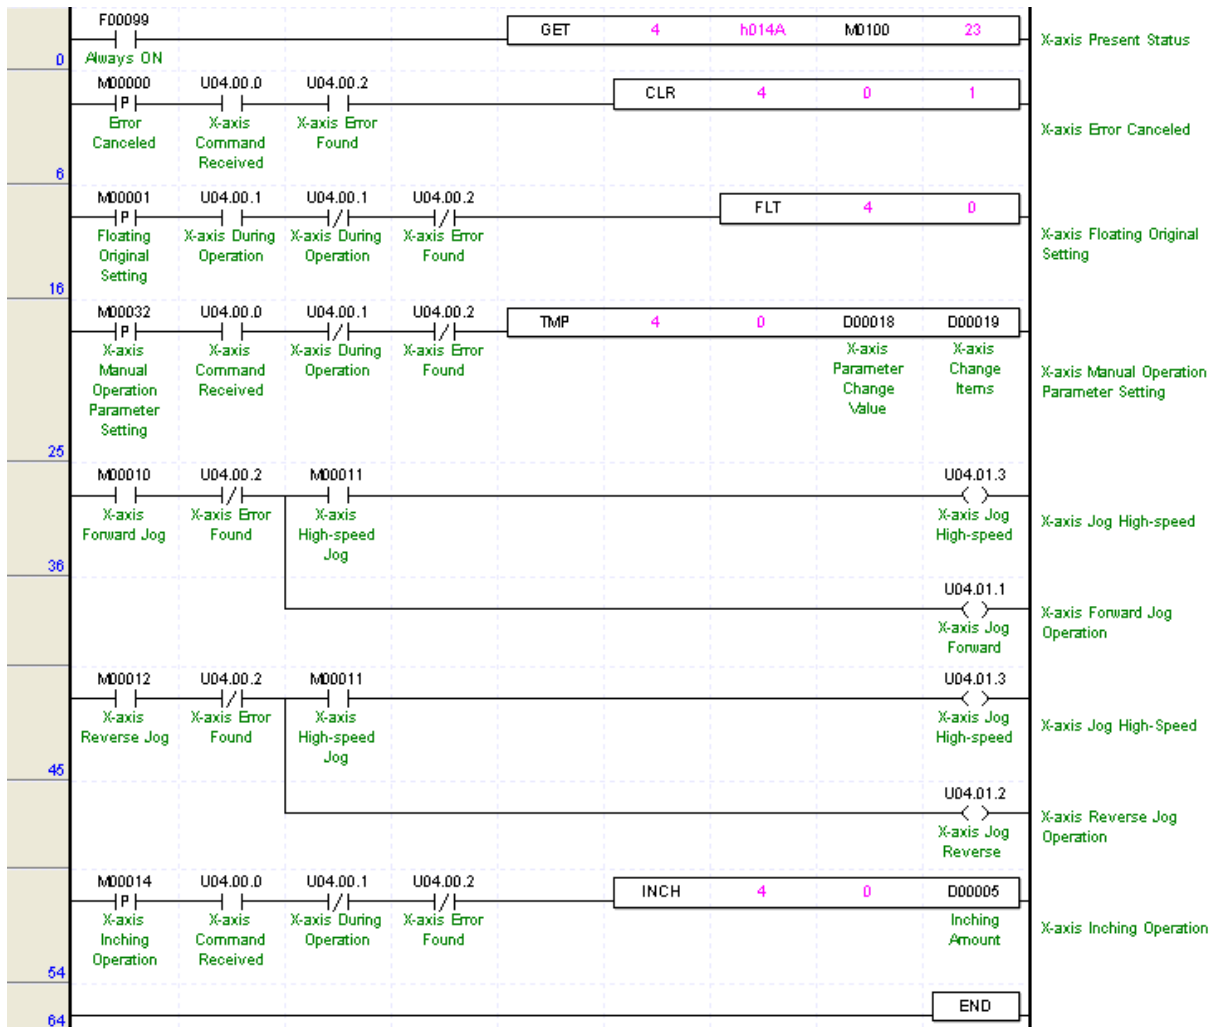 F00099
GET 4 h014A M0100 23
X-axis Present Status
0 Always ON
M00000 U04.00.0 U04.00.2
P
CLR 4 0 1
Error X-axis X-axis Error
Canceled Command Found
Received
X-axis Error Canceled
6
M00001 U04.00.1 U04.00.1 U04.00.2
P
FLT 4 0
Floating X-axis During X-axis During X-axis Error
Original Operation Operation Found
Setting
X-axis Floating Original
Setting
16
M00032 U04.00.0 U04.00.1 U04.00.2
P
TMP 4 0 D00018 D00019
X-axis X-axis X-axis During X-axis Error X-axis X-axis
Manual Command Operation Found Parameter Change
Operation Received Change Items
Parameter Value
Setting
X-axis Manual Operation
Parameter Setting
25
M00010 U04.00.2 M00011 U04.01.3
X-axis X-axis Error X-axis X-axis Jog
Forward Jog Found High-speed High-speed
Jog
X-axis Jog High-speed
36
U04.01.1
X-axis Jog
Forward
X-axis Forward Jog
Operation
M00012 U04.00.2 M00011 U04.01.3
X-axis X-axis Error X-axis X-axis Jog
Reverse Jog Found High-speed High-speed
Jog
X-axis Jog High-Speed
45
U04.01.2
X-axis Jog
Reverse
X-axis Reverse Jog
Operation
M00014 U04.00.0 U04.00.1 U04.00.2
P
INCH 4 0 D00005
X-axis X-axis X-axis During X-axis Error Inching
Inching Command Operation Found Amount
Operation Received
X-axis Inching Operation
54
END
64